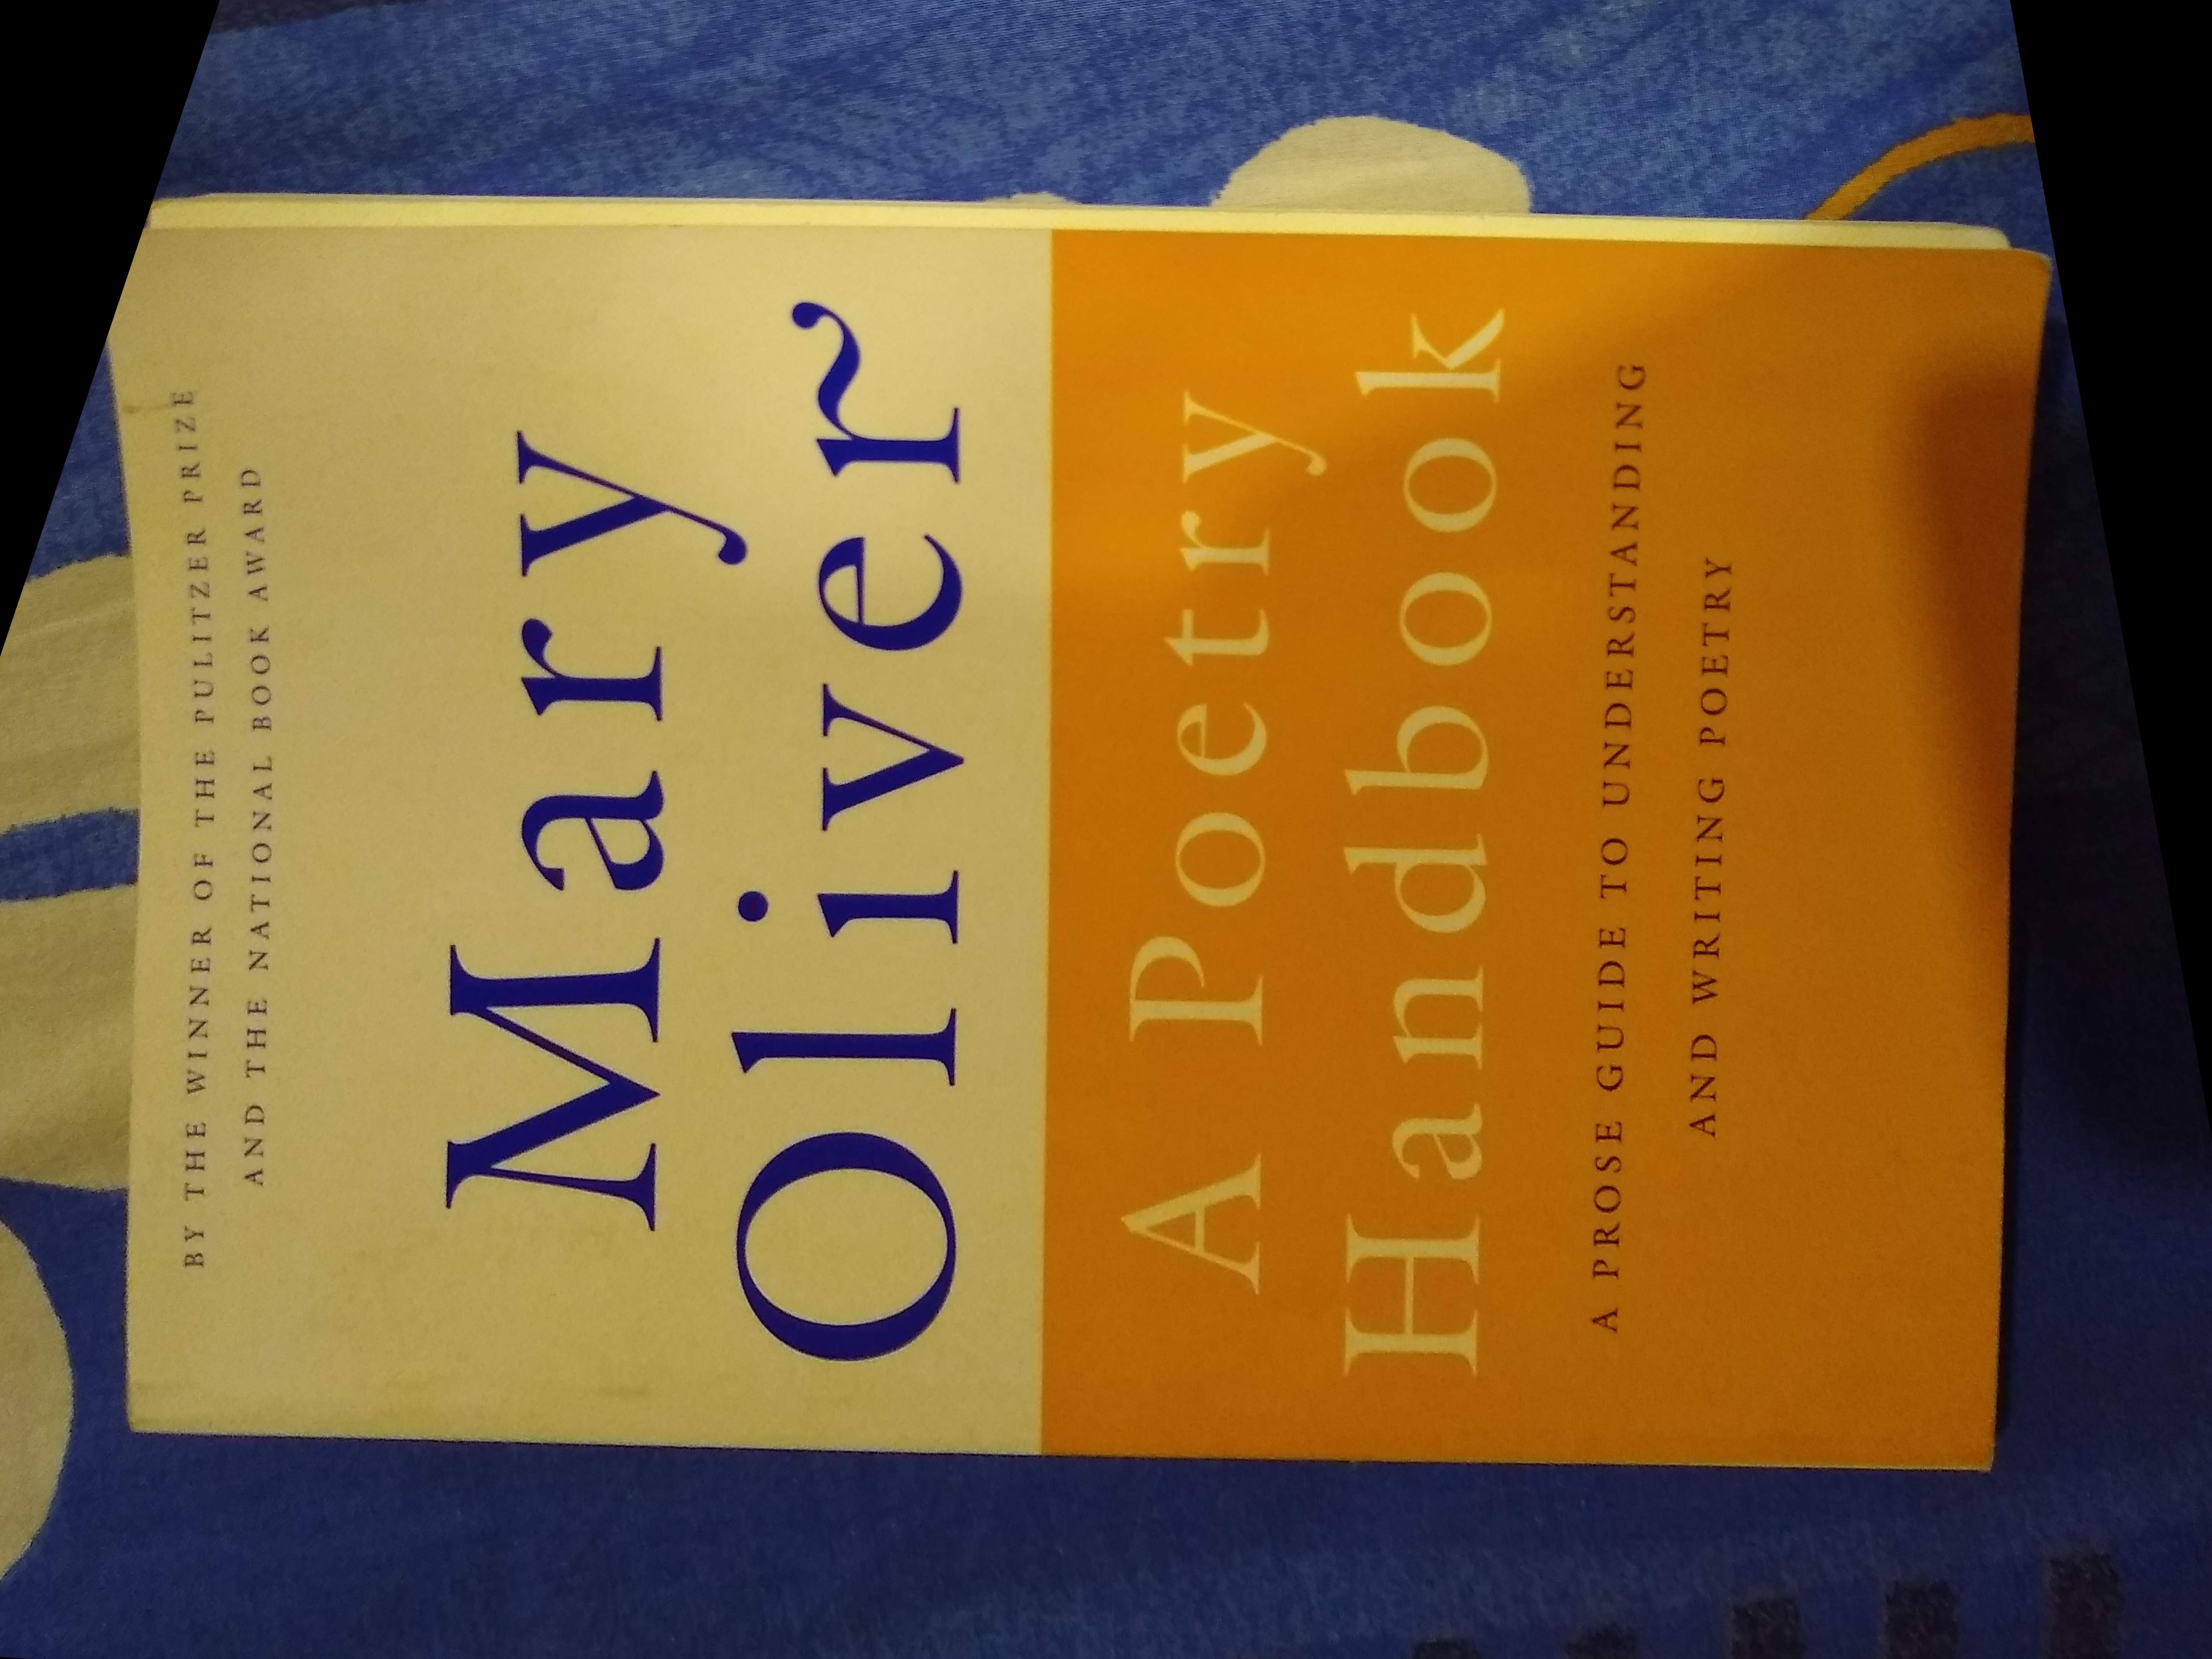 BY THE WINNER OF THE PULITZER PRIZE
AND THE NATIONAL BOOK AWARD
Mary
Oliver
A Poetry
Handbook
A PROSE GUIDE TO UNDERSTANDING
AND WRITING POETRY